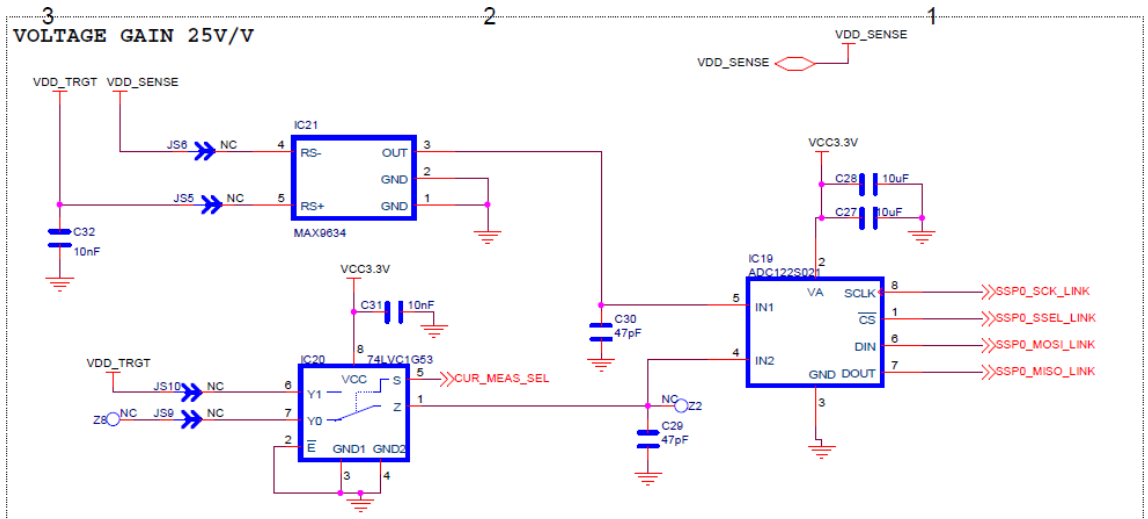 3 2 1
VOLTAGE GAIN 25V/V
VDD_SENSE
VDD_SENSE
VDD_TRGT VDD_SENSE
IC21
JS6 NC 4 RS- OUT 3
GND 2
JS5 NC 5 RS+ GND 1
MAX9634
C32
10nF
VCC3.3V
C28 10uF
C27 10uF
2
IC19
ADC122S021
VA SCLK 8 SSP0_SCK_LINK
5 IN1
CS 1 SSP0_SSEL_LINK
DIN 6 SSP0_MOSI_LINK
4 IN2
GND DOUT 7 SSP0_MISO_LINK
3
C30
47pF
VCC3.3V
C31 10nF
8
IC20 74LVC1G53
VDD_TRGT
VCC S 5 CUR_MEAS_SEL
JS10 NC 6 Y1
Z 1 NC Z2
Z8 NC JS9 NC 7 Y0
2 E GND1 GND2
3 4
C29
47pF